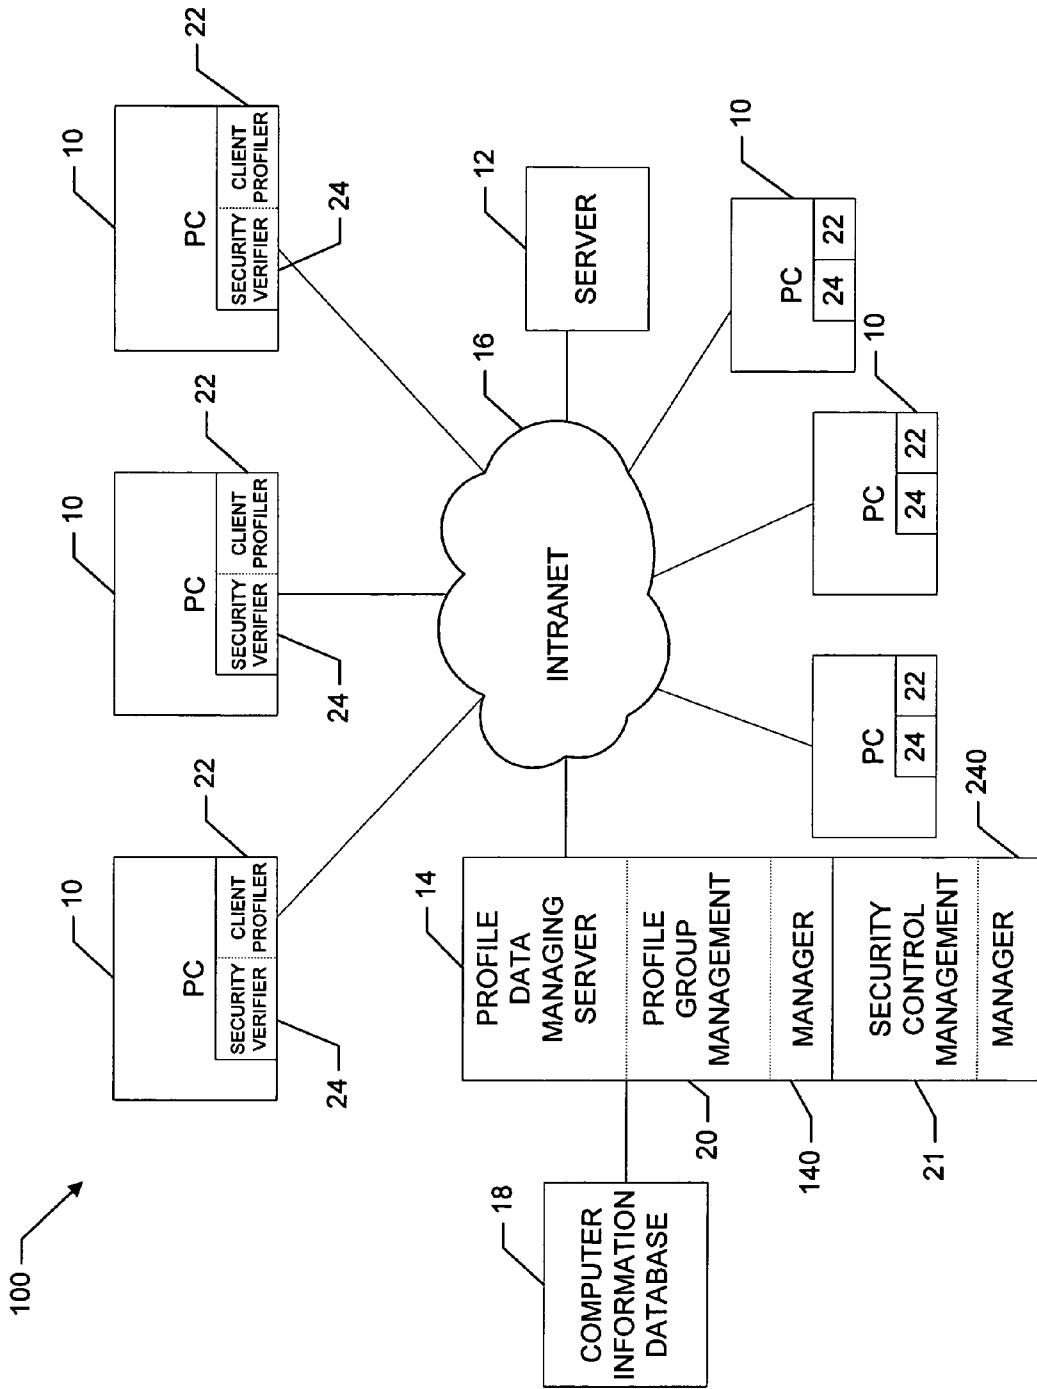 100
10
PC
SECURITY CLIENT
VERIFIER PROFILER
22
24
10
PC
SECURITY CLIENT
VERIFIER PROFILER
22
24
10
PC
SECURITY CLIENT
VERIFIER PROFILER
22
24
18
COMPUTER
INFORMATION
DATABASE
14
PROFILE
DATA
MANAGING
SERVER
PROFILE
GROUP
MANAGEMENT
20
MANAGER
140
SECURITY
CONTROL
MANAGEMENT
21
MANAGER
240
16
INTRANET
12
SERVER
PC
24 22
10
PC
24 22
10
PC
24 22